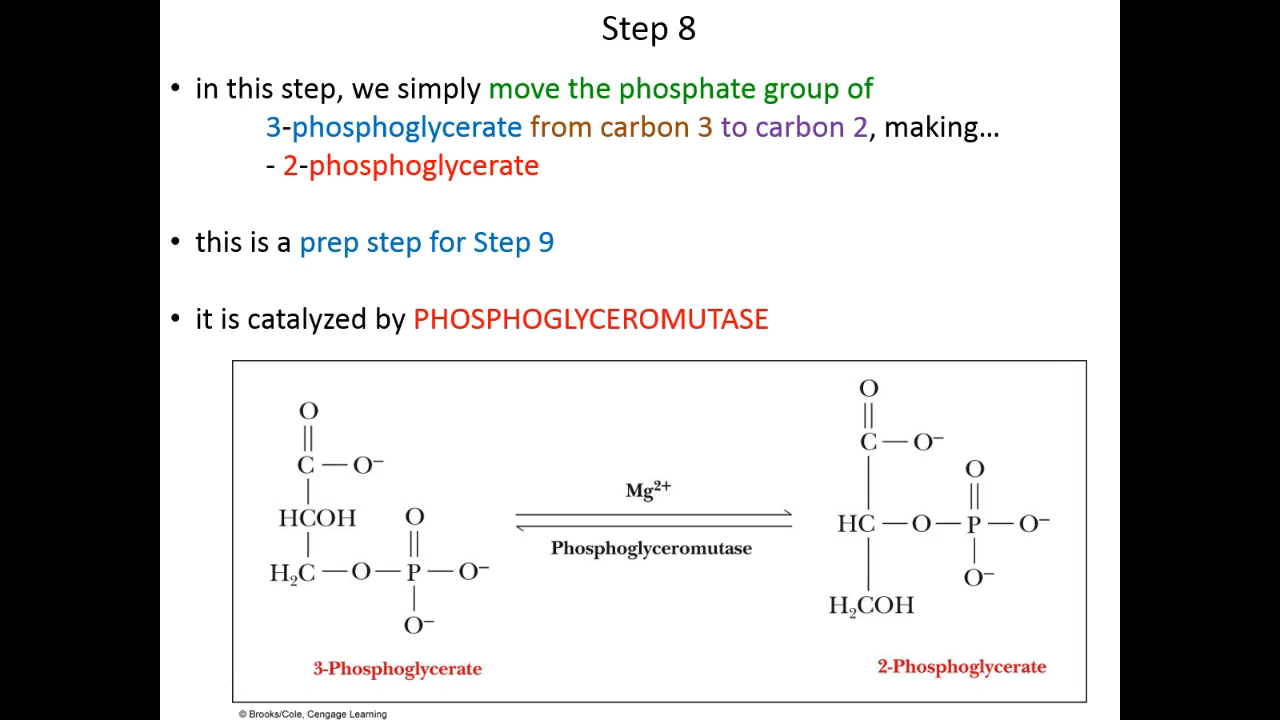 Step 8
• in this step, we simply move the phosphate group of
3-phosphoglycerate from carbon 3 to carbon 2, making...
- 2-phosphoglycerate
• this is a prep step for Step 9
• it is catalyzed by PHOSPHOGLYCEROMUTASE
O
||
C—O⁻
|
HCOH
|
H₂C—O—P—O⁻
O
||
|
O⁻
3-Phosphoglycerate
Mg²⁺
Phosphoglyceromutase
O
||
C—O⁻
|
O
||
HC—O—P—O⁻
|
|
O⁻
H₂COH
2-Phosphoglycerate
© Brooks/Cole, Cengage Learning